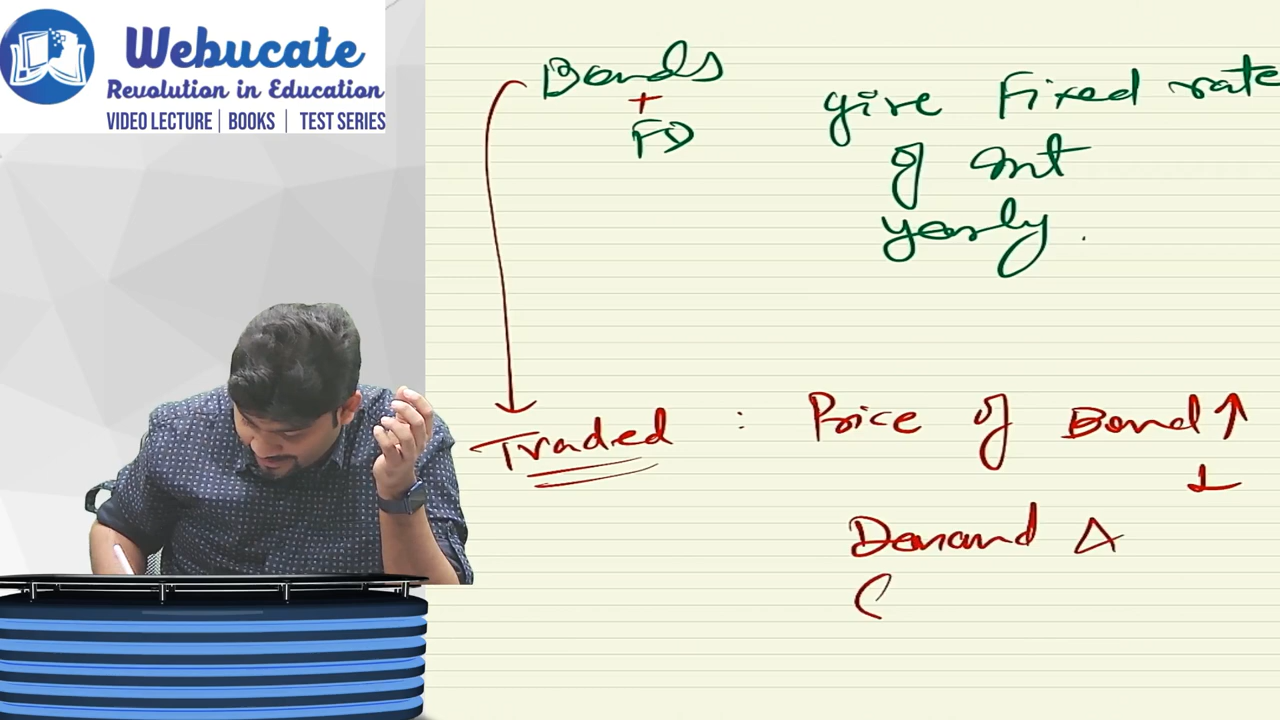 Webucate
Revolution in Education
VIDEO LECTURE | BOOKS | TEST SERIES
Bonds
+
FD
give Fixed rate
of Int
yearly.
Traded : Price of Bond ↑
↓
Demand Δ
(